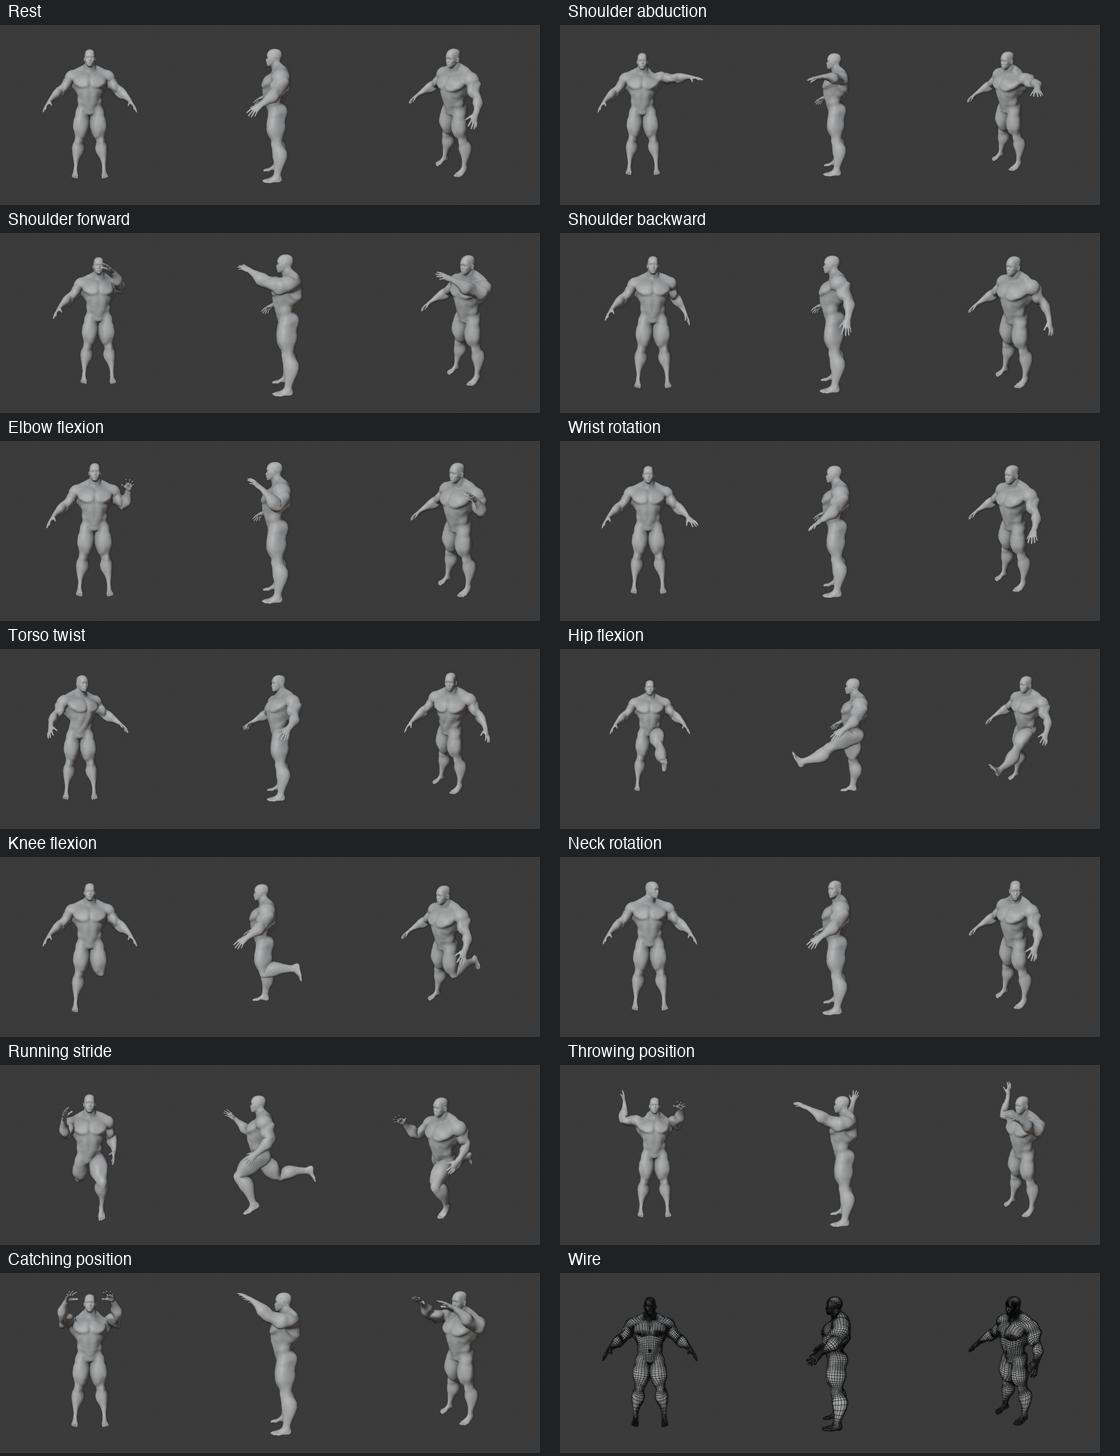 Rest
Shoulder abduction
Shoulder forward
Shoulder backward
Elbow flexion
Wrist rotation
Torso twist
Hip flexion
Knee flexion
Neck rotation
Running stride
Throwing position
Catching position
Wire